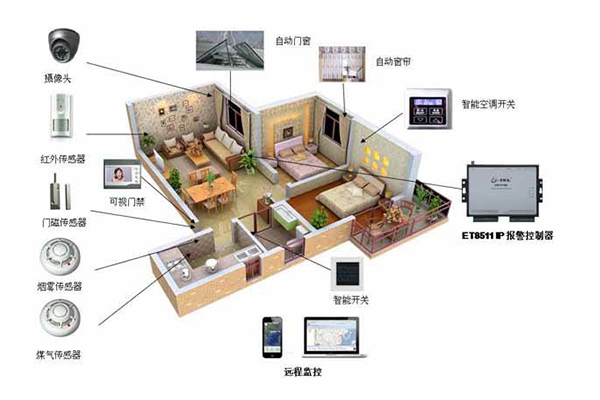 自动门窗
自动窗帘
摄像头
智能空调开关
红外传感器
可视门禁
门磁传感器
ET8511 IP 报警控制器
烟雾传感器
智能开关
煤气传感器
远程监控